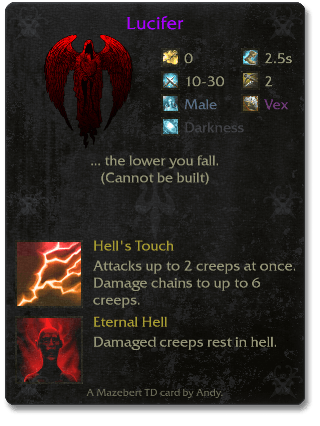 Lucifer
0 2.5s
10-30 2
Male Vex
Darkness
... the lower you fall.
(Cannot be built)
Hell's Touch
Attacks up to 2 creeps at once.
Damage chains to up to 6
creeps.
Eternal Hell
Damaged creeps rest in hell.
A Mazebert TD card by Andy.